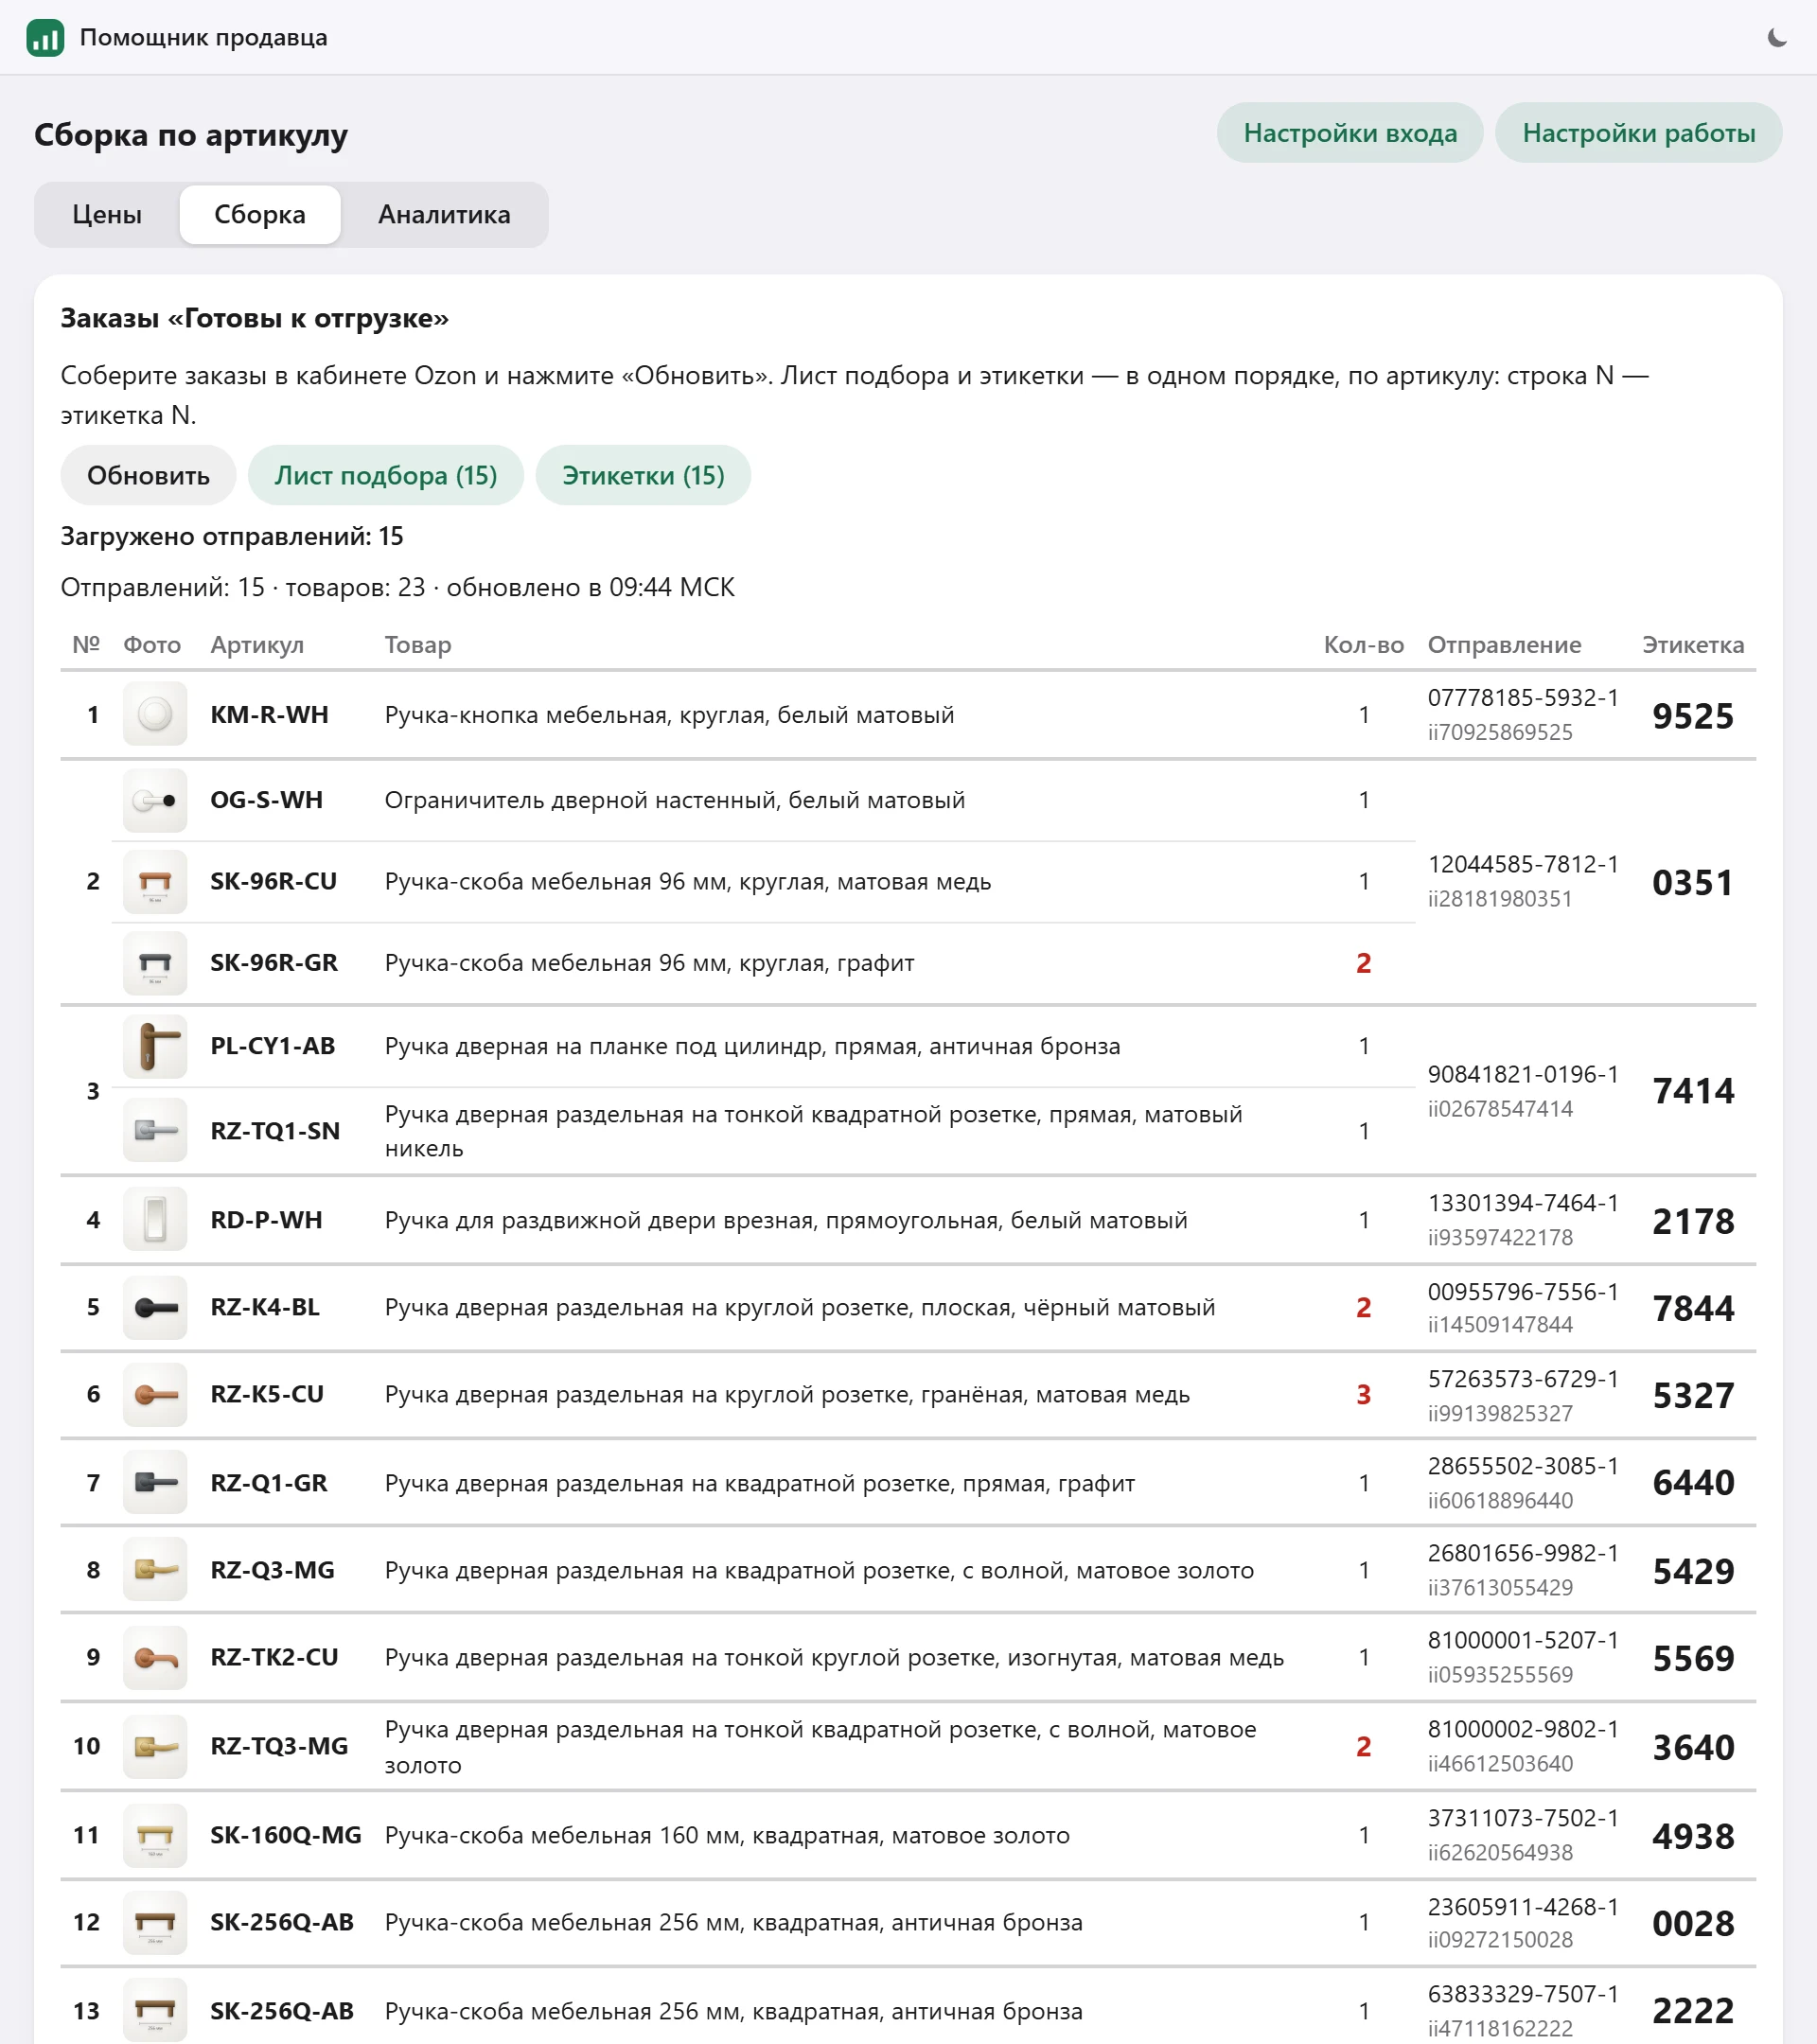 Помощник продавца
Сборка по артикулу
Настройки входа
Настройки работы
Цены
Сборка
Аналитика
Заказы «Готовы к отгрузке»
Соберите заказы в кабинете Ozon и нажмите «Обновить». Лист подбора и этикетки — в одном порядке, по артикулу: строка N —
этикетка N.
Обновить
Лист подбора (15)
Этикетки (15)
Загружено отправлений: 15
Отправлений: 15 · товаров: 23 · обновлено в 09:44 МСК
№ Фото Артикул Товар Кол-во Отправление Этикетка
1 KM-R-WH Ручка-кнопка мебельная, круглая, белый матовый 1 07778185-5932-1 9525
ii70925869525
OG-S-WH Ограничитель дверной настенный, белый матовый 1
2 SK-96R-CU Ручка-скоба мебельная 96 мм, круглая, матовая медь 1 12044585-7812-1 0351
ii28181980351
SK-96R-GR Ручка-скоба мебельная 96 мм, круглая, графит 2
3 PL-CY1-AB Ручка дверная на планке под цилиндр, прямая, античная бронза 1 90841821-0196-1 7414
ii02678547414
RZ-TQ1-SN Ручка дверная раздельная на тонкой квадратной розетке, прямая, матовый
никель 1
4 RD-P-WH Ручка для раздвижной двери врезная, прямоугольная, белый матовый 1 13301394-7464-1 2178
ii93597422178
5 RZ-K4-BL Ручка дверная раздельная на круглой розетке, плоская, чёрный матовый 2 00955796-7556-1 7844
ii14509147844
6 RZ-K5-CU Ручка дверная раздельная на круглой розетке, гранёная, матовая медь 3 57263573-6729-1 5327
ii99139825327
7 RZ-Q1-GR Ручка дверная раздельная на квадратной розетке, прямая, графит 1 28655502-3085-1 6440
ii60618896440
8 RZ-Q3-MG Ручка дверная раздельная на квадратной розетке, с волной, матовое золото 1 26801656-9982-1 5429
ii37613055429
9 RZ-TK2-CU Ручка дверная раздельная на тонкой круглой розетке, изогнутая, матовая медь 1 81000001-5207-1 5569
ii05935255569
10 RZ-TQ3-MG Ручка дверная раздельная на тонкой квадратной розетке, с волной, матовое
золото 2 81000002-9802-1 3640
ii46612503640
11 SK-160Q-MG Ручка-скоба мебельная 160 мм, квадратная, матовое золото 1 37311073-7502-1 4938
ii62620564938
12 SK-256Q-AB Ручка-скоба мебельная 256 мм, квадратная, античная бронза 1 23605911-4268-1 0028
ii09272150028
13 SK-256Q-AB Ручка-скоба мебельная 256 мм, квадратная, античная бронза 1 63833329-7507-1 2222
ii47118162222